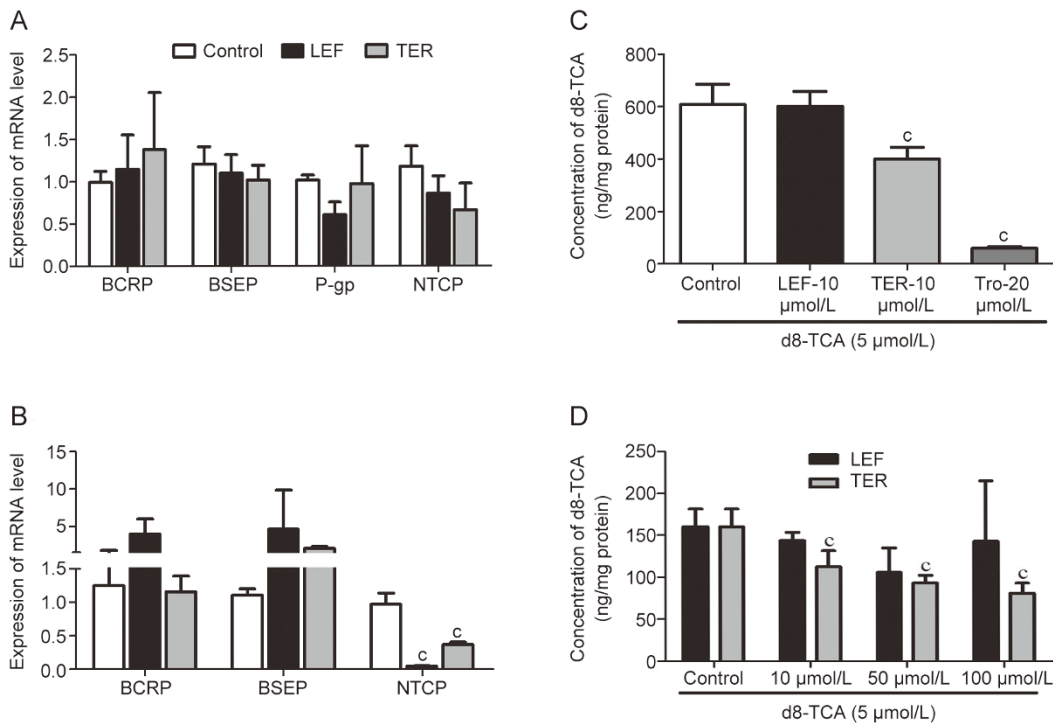 A
Expression of mRNA level
2.5
2.0
1.5
1.0
0.5
0.0
Control LEF TER
BCRP BSEP P-gp NTCP
C
Concentration of d8-TCA
(ng/mg protein)
800
600
400
200
0
c
c
Control LEF-10 TER-10 Tro-20
μmol/L μmol/L μmol/L
d8-TCA (5 μmol/L)
B
Expression of mRNA level
15
10
5
1.5
1.0
0.5
0.0
c
c
BCRP BSEP NTCP
D
Concentration of d8-TCA
(ng/mg protein)
250
200
150
100
50
0
LEF
TER
c
c
c
Control 10 μmol/L 50 μmol/L 100 μmol/L
d8-TCA (5 μmol/L)